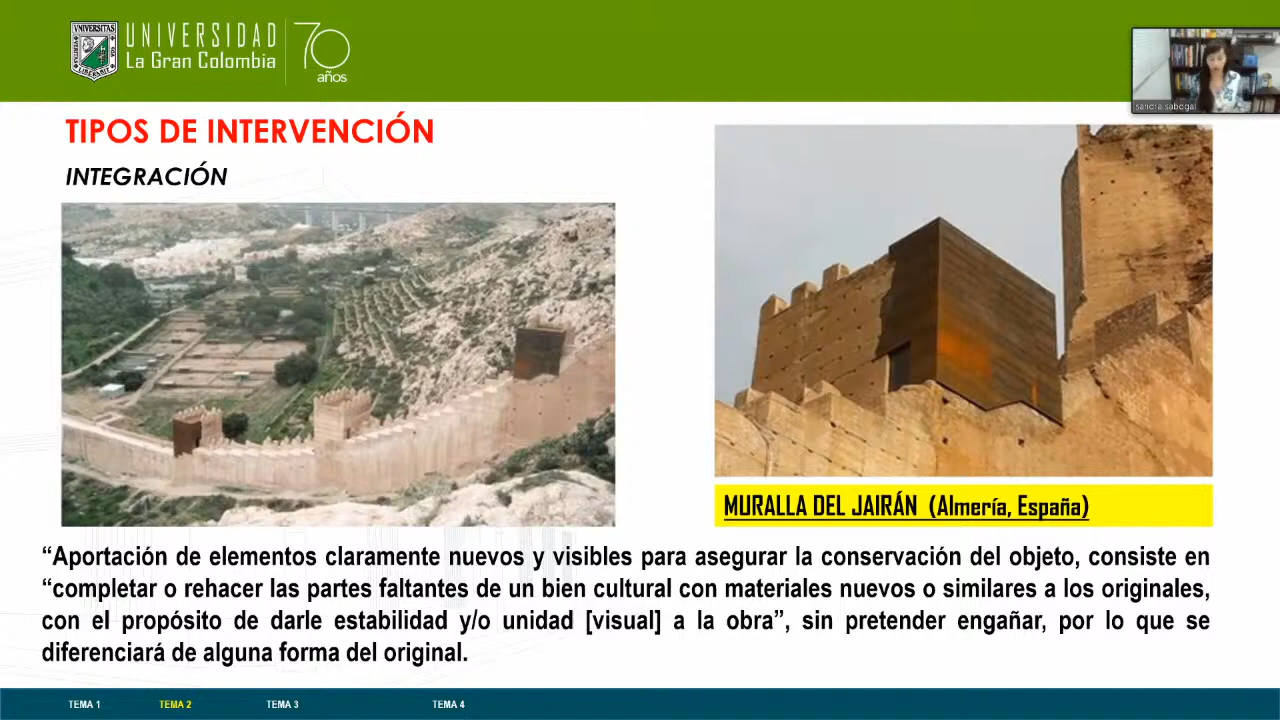 UNIVERSIDAD
La Gran Colombia
70
años
VNIVERSITAS
sandra sabogal
TIPOS DE INTERVENCIÓN
INTEGRACIÓN
MURALLA DEL JAIRÁN (Almería, España)
“Aportación de elementos claramente nuevos y visibles para asegurar la conservación del objeto, consiste en
“completar o rehacer las partes faltantes de un bien cultural con materiales nuevos o similares a los originales,
con el propósito de darle estabilidad y/o unidad [visual] a la obra”, sin pretender engañar, por lo que se
diferenciará de alguna forma del original.
TEMA 1
TEMA 2
TEMA 3
TEMA 4